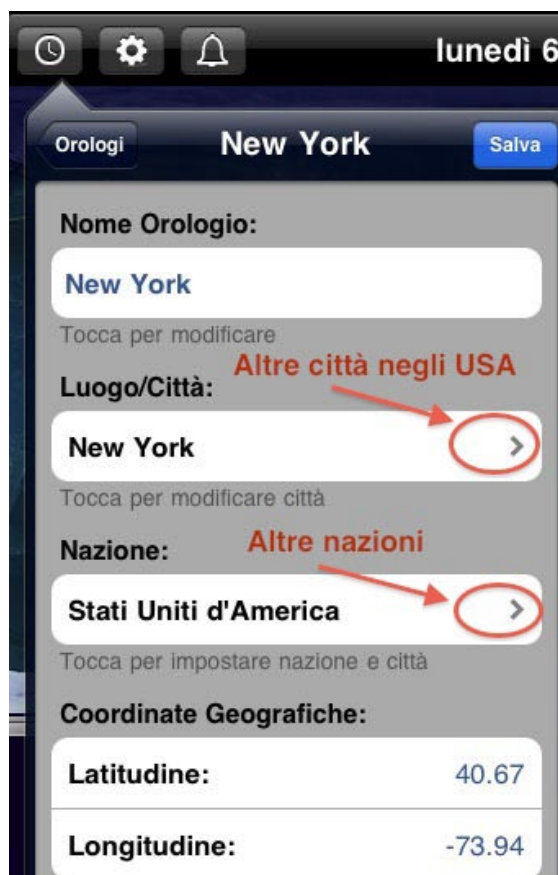 lunedì 6
Orologi
New York
Salva
Nome Orologio:
New York
Tocca per modificare
Altre città negli USA
Luogo/Città:
New York
Tocca per modificare città
Altre nazioni
Nazione:
Stati Uniti d'America
Tocca per impostare nazione e città
Coordinate Geografiche:
Latitudine: 40.67
Longitudine: -73.94